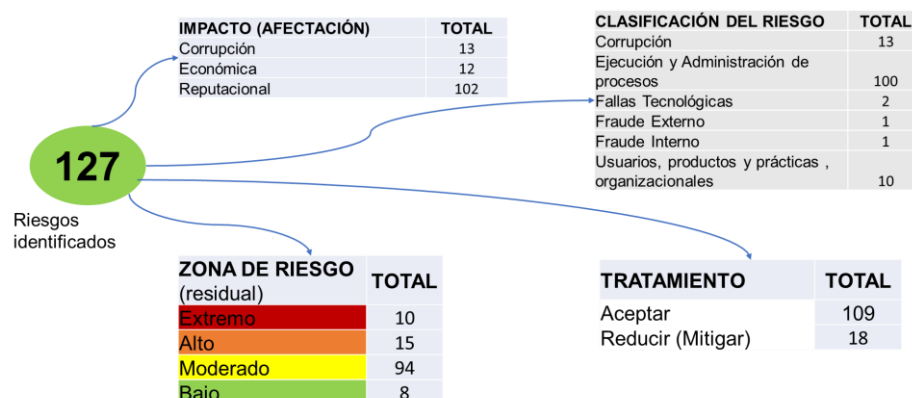 IMPACTO (AFECTACIÓN) TOTAL
Corrupción 13
Económica 12
Reputacional 102
CLASIFICACIÓN DEL RIESGO TOTAL
Corrupción 13
Ejecución y Administración de
procesos 100
Fallas Tecnológicas 2
Fraude Externo 1
Fraude Interno 1
Usuarios, productos y prácticas ,
organizacionales 10
127
Riesgos
identificados
ZONA DE RIESGO
(residual) TOTAL
Extremo 10
Alto 15
Moderado 94
Bajo 8
TRATAMIENTO TOTAL
Aceptar 109
Reducir (Mitigar) 18